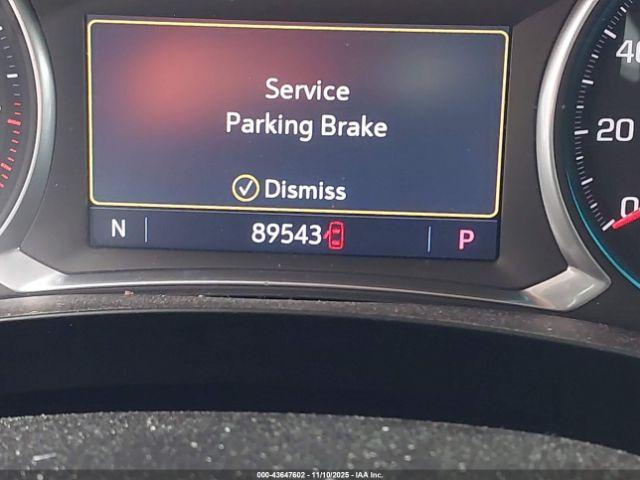 Service
Parking Brake
Dismiss
N 89543 P
40
20
0
000-43647602 - 11/10/2025 - IAA Inc.